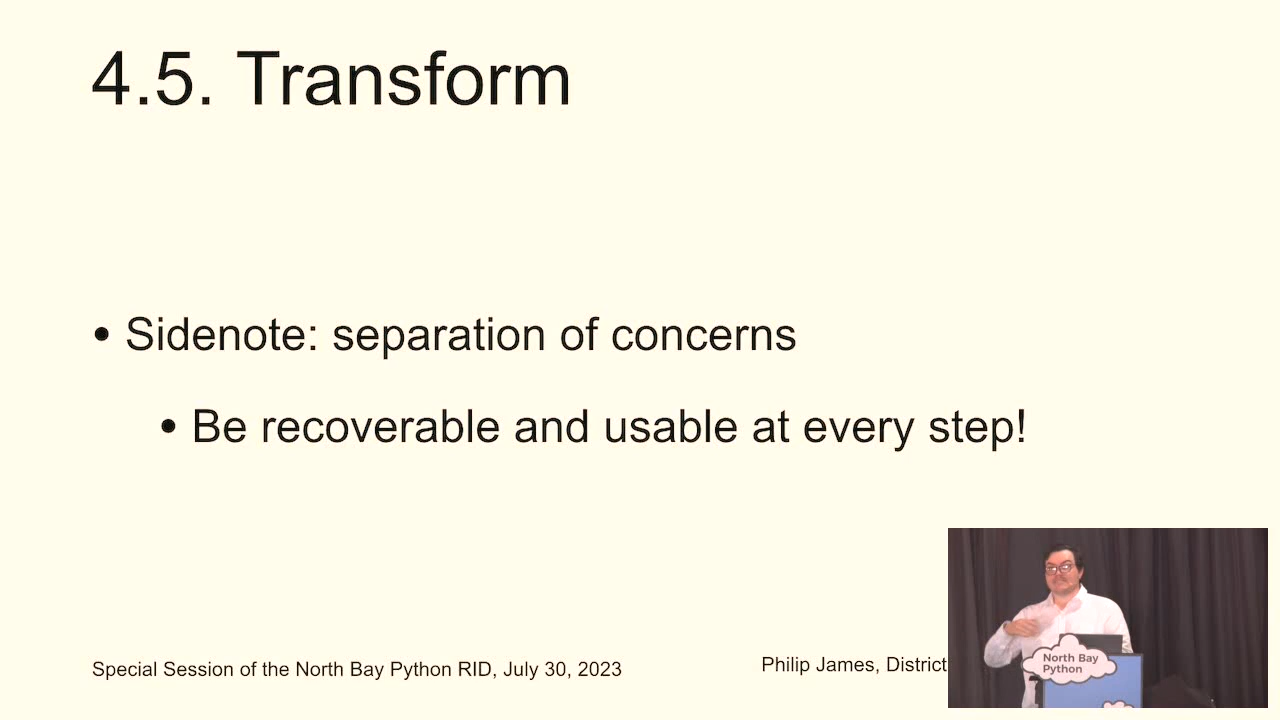 4.5. Transform
• Sidenote: separation of concerns
• Be recoverable and usable at every step!
Special Session of the North Bay Python RID, July 30, 2023
Philip James, District
North Bay
Python